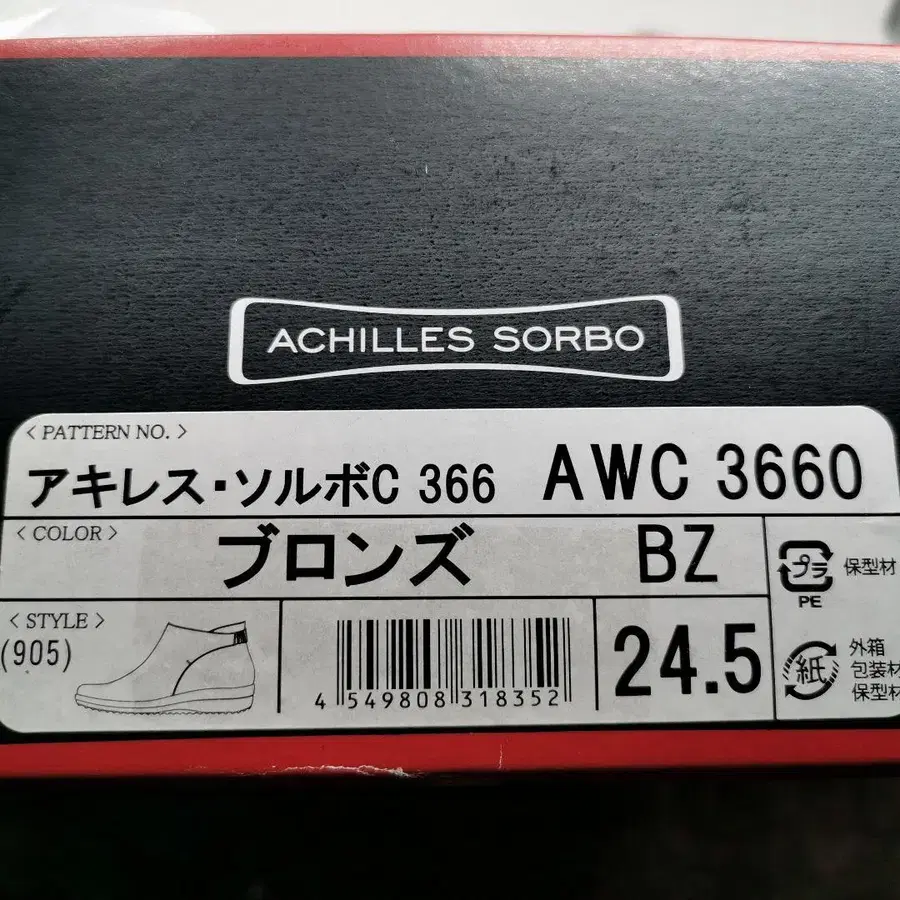 ACHILLES SORBO
< PATTERN NO. >
アキレス・ソルボC 366 AWC 3660
< COLOR >
ブロンズ BZ
プラ 保型材
PE
< STYLE >
(905)
4 549808 318352
24.5
紙
外箱
包装材
保型材